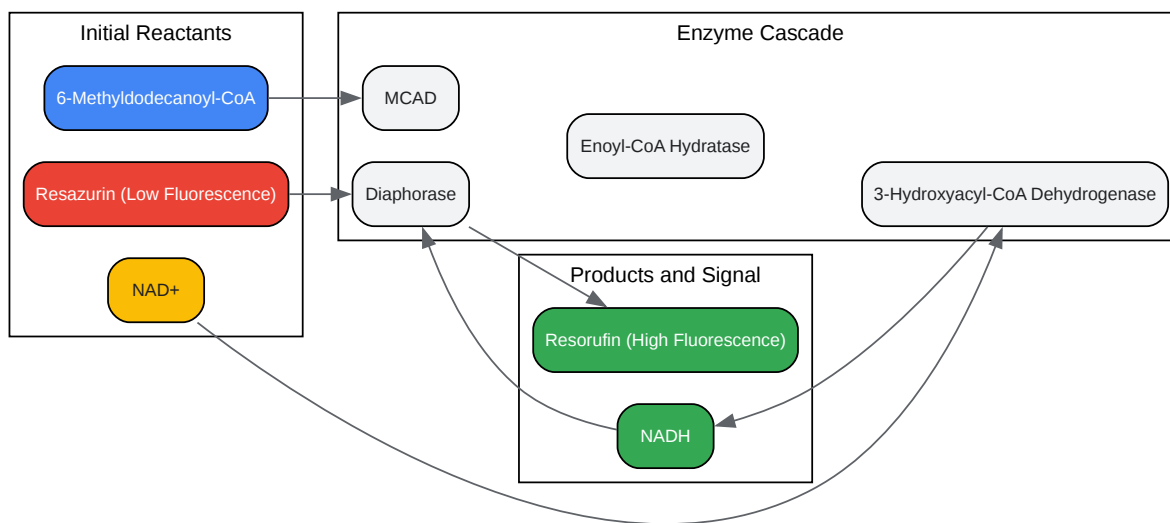 Initial Reactants
6-Methyldodecanoyl-CoA
Resazurin (Low Fluorescence)
NAD+
Enzyme Cascade
MCAD
Enoyl-CoA Hydratase
Diaphorase
3-Hydroxyacyl-CoA Dehydrogenase
Products and Signal
Resorufin (High Fluorescence)
NADH